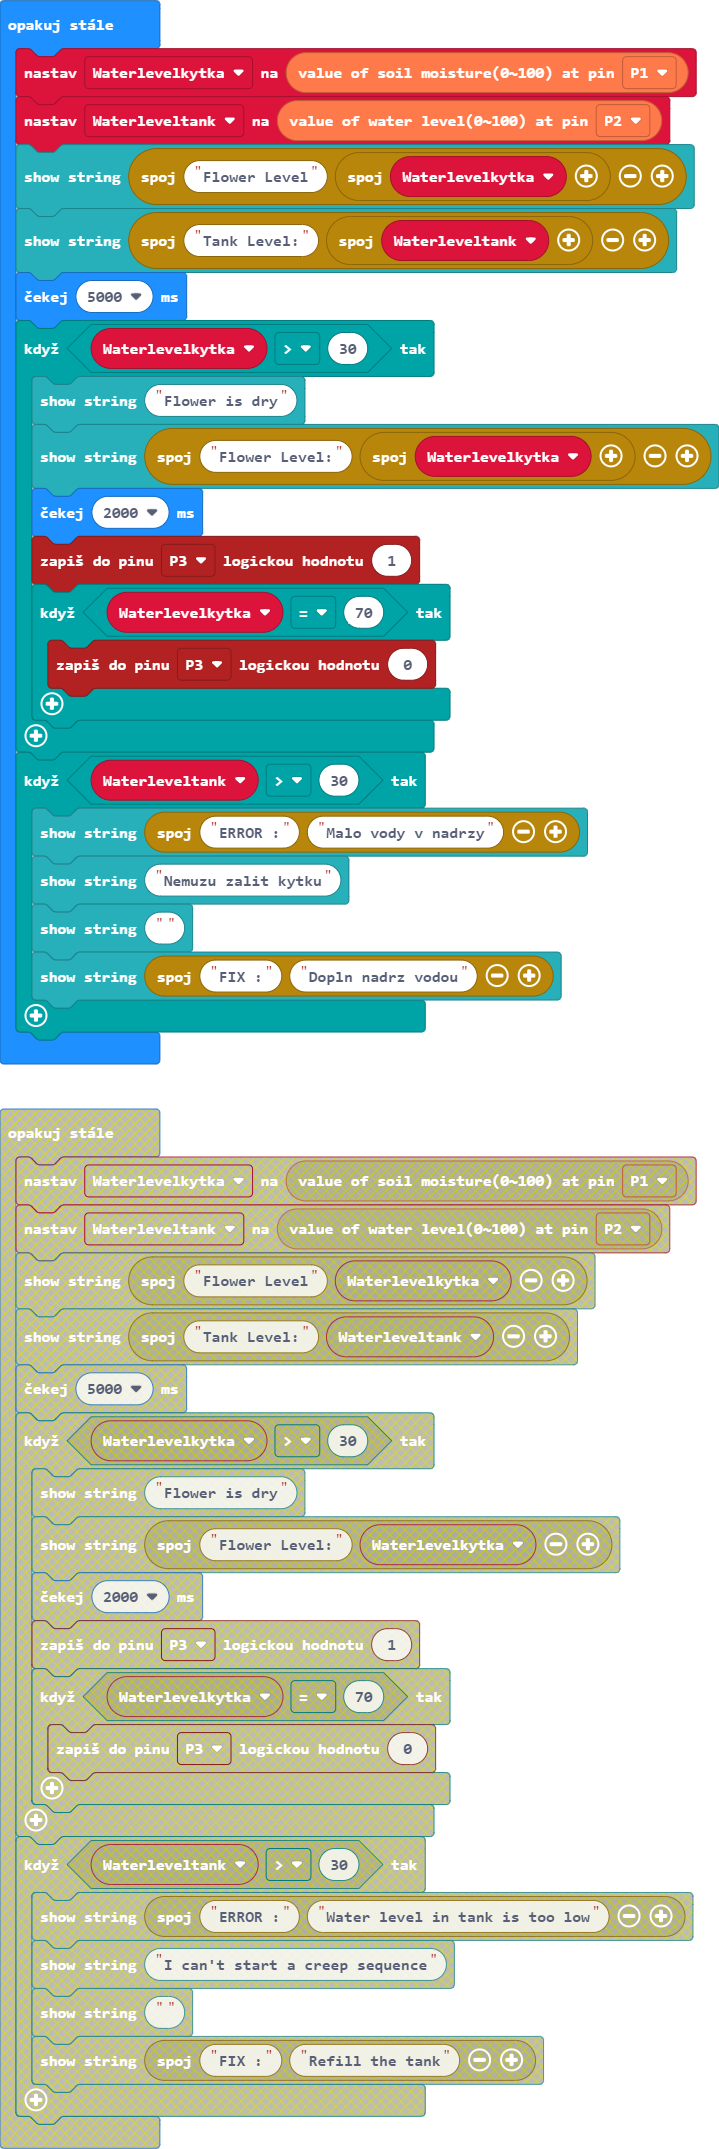 opakuj stále
nastav Waterlevelkytka na value of soil moisture(0~100) at pin P1
nastav Waterleveltank na value of water level(0~100) at pin P2
show string spoj "Flower Level" spoj Waterlevelkytka
show string spoj "Tank Level:" spoj Waterleveltank
čekej 5000 ms
když Waterlevelkytka > 30 tak
show string "Flower is dry"
show string spoj "Flower Level:" spoj Waterlevelkytka
čekej 2000 ms
zapiš do pinu P3 logickou hodnotu 1
když Waterlevelkytka = 70 tak
zapiš do pinu P3 logickou hodnotu 0
když Waterleveltank > 30 tak
show string spoj "ERROR :" "Malo vody v nadrzy"
show string "Nemuzu zalit kytku"
show string " "
show string spoj "FIX :" "Dopln nadrz vodou"
opakuj stále
nastav Waterlevelkytka na value of soil moisture(0~100) at pin P1
nastav Waterleveltank na value of water level(0~100) at pin P2
show string spoj "Flower Level" Waterlevelkytka
show string spoj "Tank Level:" Waterleveltank
čekej 5000 ms
když Waterlevelkytka > 30 tak
show string "Flower is dry"
show string spoj "Flower Level:" Waterlevelkytka
čekej 2000 ms
zapiš do pinu P3 logickou hodnotu 1
když Waterlevelkytka = 70 tak
zapiš do pinu P3 logickou hodnotu 0
když Waterleveltank > 30 tak
show string spoj "ERROR :" "Water level in tank is too low"
show string "I can't start a creep sequence"
show string " "
show string spoj "FIX :" "Refill the tank"